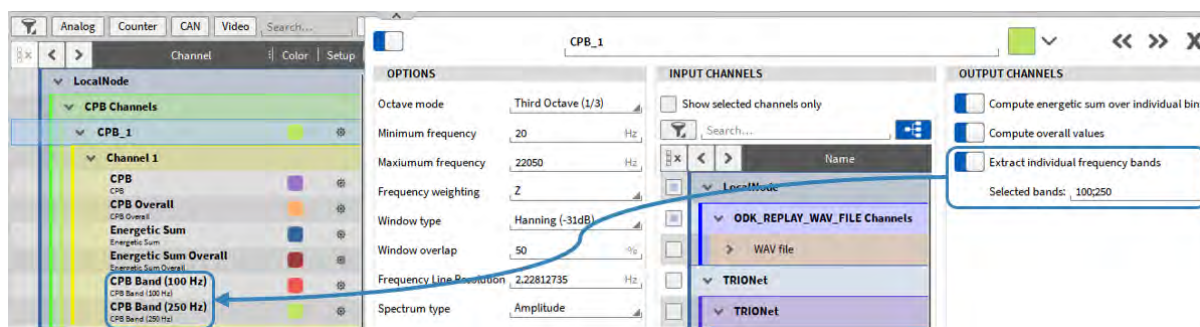 Analog Counter CAN Video Search...
Channel Color Setup
LocalNode
CPB Channels
CPB_1
Channel 1
CPB
CPB
CPB Overall
CPB Overall
Energetic Sum
Energetic Sum
Energetic Sum Overall
Energetic Sum Overall
CPB Band (100 Hz)
CPB Band (100 Hz)
CPB Band (250 Hz)
CPB Band (250 Hz)
CPB_1
OPTIONS
Octave mode Third Octave (1/3)
Minimum frequency 20 Hz
Maxiumum frequency 22050 Hz
Frequency weighting Z
Window type Hanning (-31dB)
Window overlap 50 %
Frequency Line Resolution 2.22812735 Hz
Spectrum type Amplitude
INPUT CHANNELS
Show selected channels only
Search...
Name
LocalNode
ODK_REPLAY_WAV_FILE Channels
WAV file
TRIONet
TRIONet
OUTPUT CHANNELS
Compute energetic sum over individual bin
Compute overall values
Extract individual frequency bands
Selected bands: 100;250